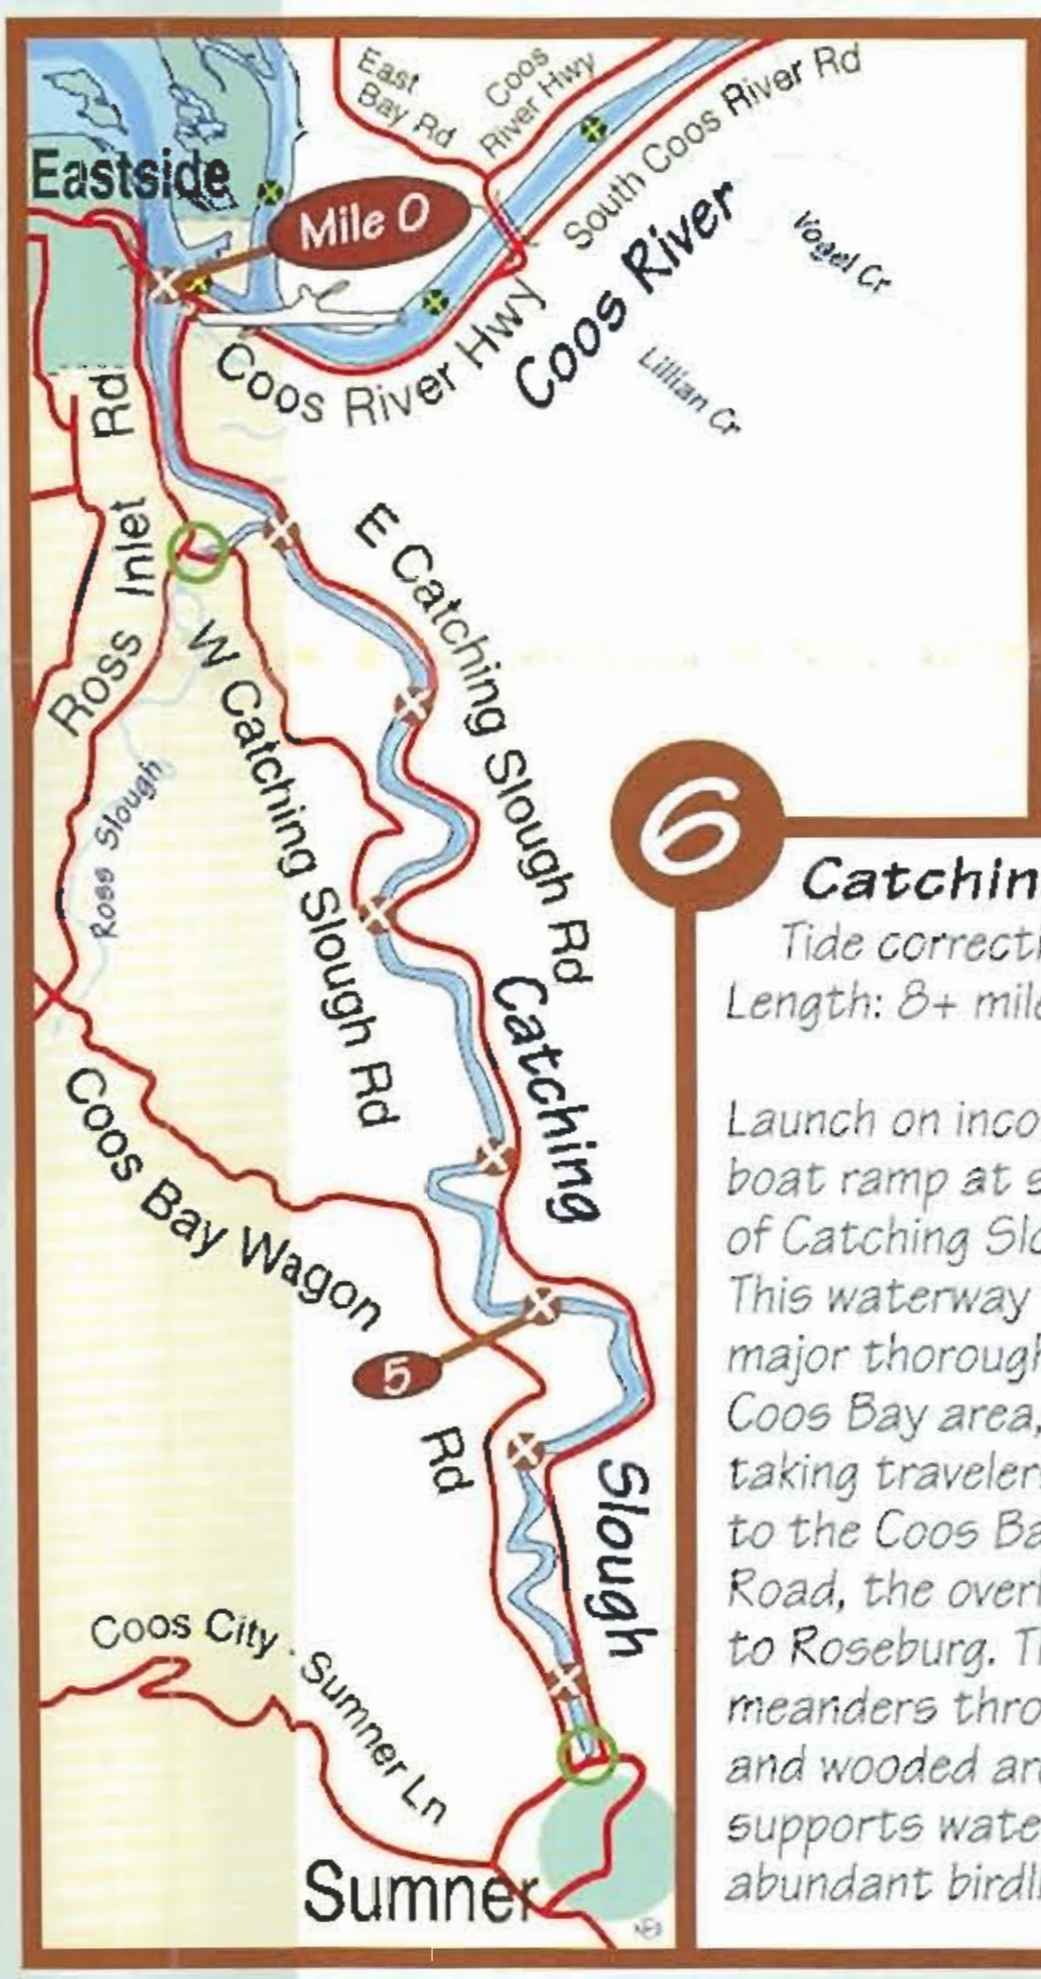 East
Bay Rd
Coos
River Hwy
South Coos River Rd
Eastside
Mile 0
Coos River
Vogel Cr
Coos River Hwy
Lillian Cr
Ross Inlet Rd
E Catching Slough Rd
W Catching Slough Rd
Ross Slough
6
Catchin
Tide correcti
Length: 8+ mile
Catching Slough
Coos Bay Wagon Rd
5
Launch on inco
boat ramp at s
of Catching Slo
This waterway
major thorough
Coos Bay area,
taking travelers
to the Coos Ba
Road, the over
to Roseburg. T
meanders thro
and wooded ar
supports wate
abundant birdl
Coos City - Sumner Ln
Sumner